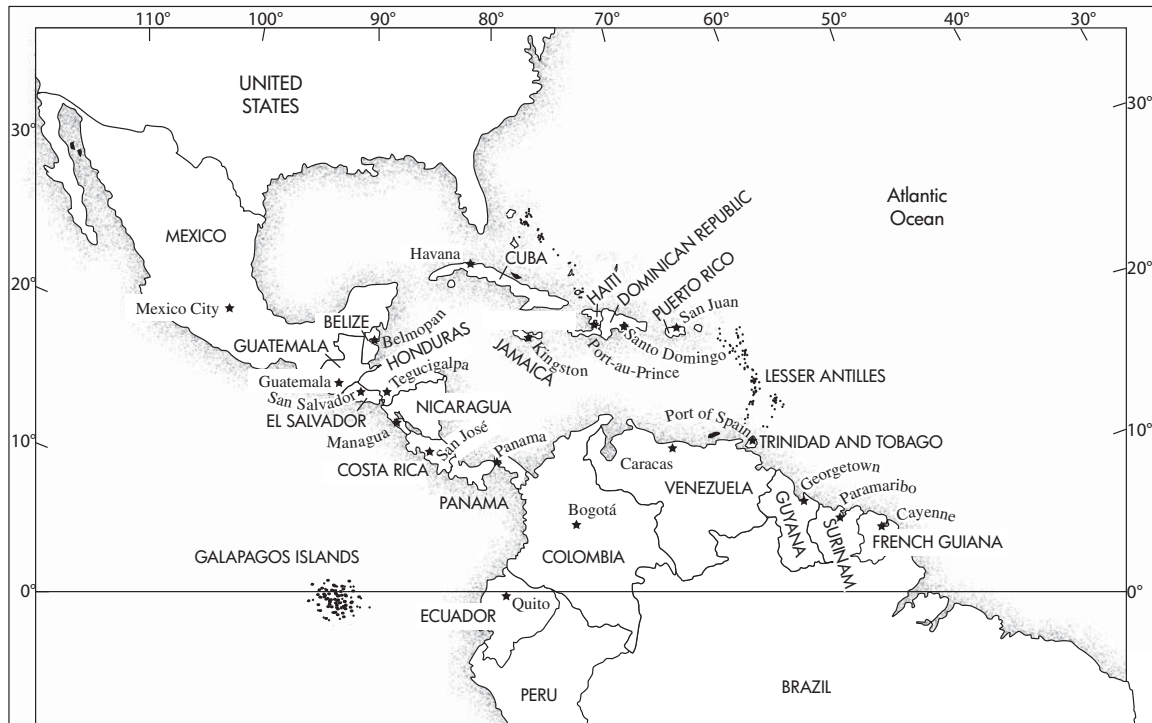 110°
100°
90°
80°
70°
60°
50°
40°
30°
UNITED
STATES
30°
30°
Atlantic
Ocean
MEXICO
Havana
CUBA
DOMINICAN REPUBLIC
HAITI
PUERTO RICO
20°
20°
Mexico City
San Juan
BELIZE
Belmopan
Santo Domingo
GUATEMALA
HONDURAS
JAMAICA
Kingston
Port-au-Prince
Guatemala
Tegucigalpa
LESSER ANTILLES
San Salvador
EL SALVADOR
NICARAGUA
Port of Spain
10°
Managua
San José
Panama
TRINIDAD AND TOBAGO
10°
COSTA RICA
Caracas
PANAMA
VENEZUELA
Georgetown
Paramaribo
Bogotá
GUYANA
SURINAM
Cayenne
FRENCH GUIANA
GALAPAGOS ISLANDS
COLOMBIA
0°
0°
ECUADOR
Quito
PERU
BRAZIL